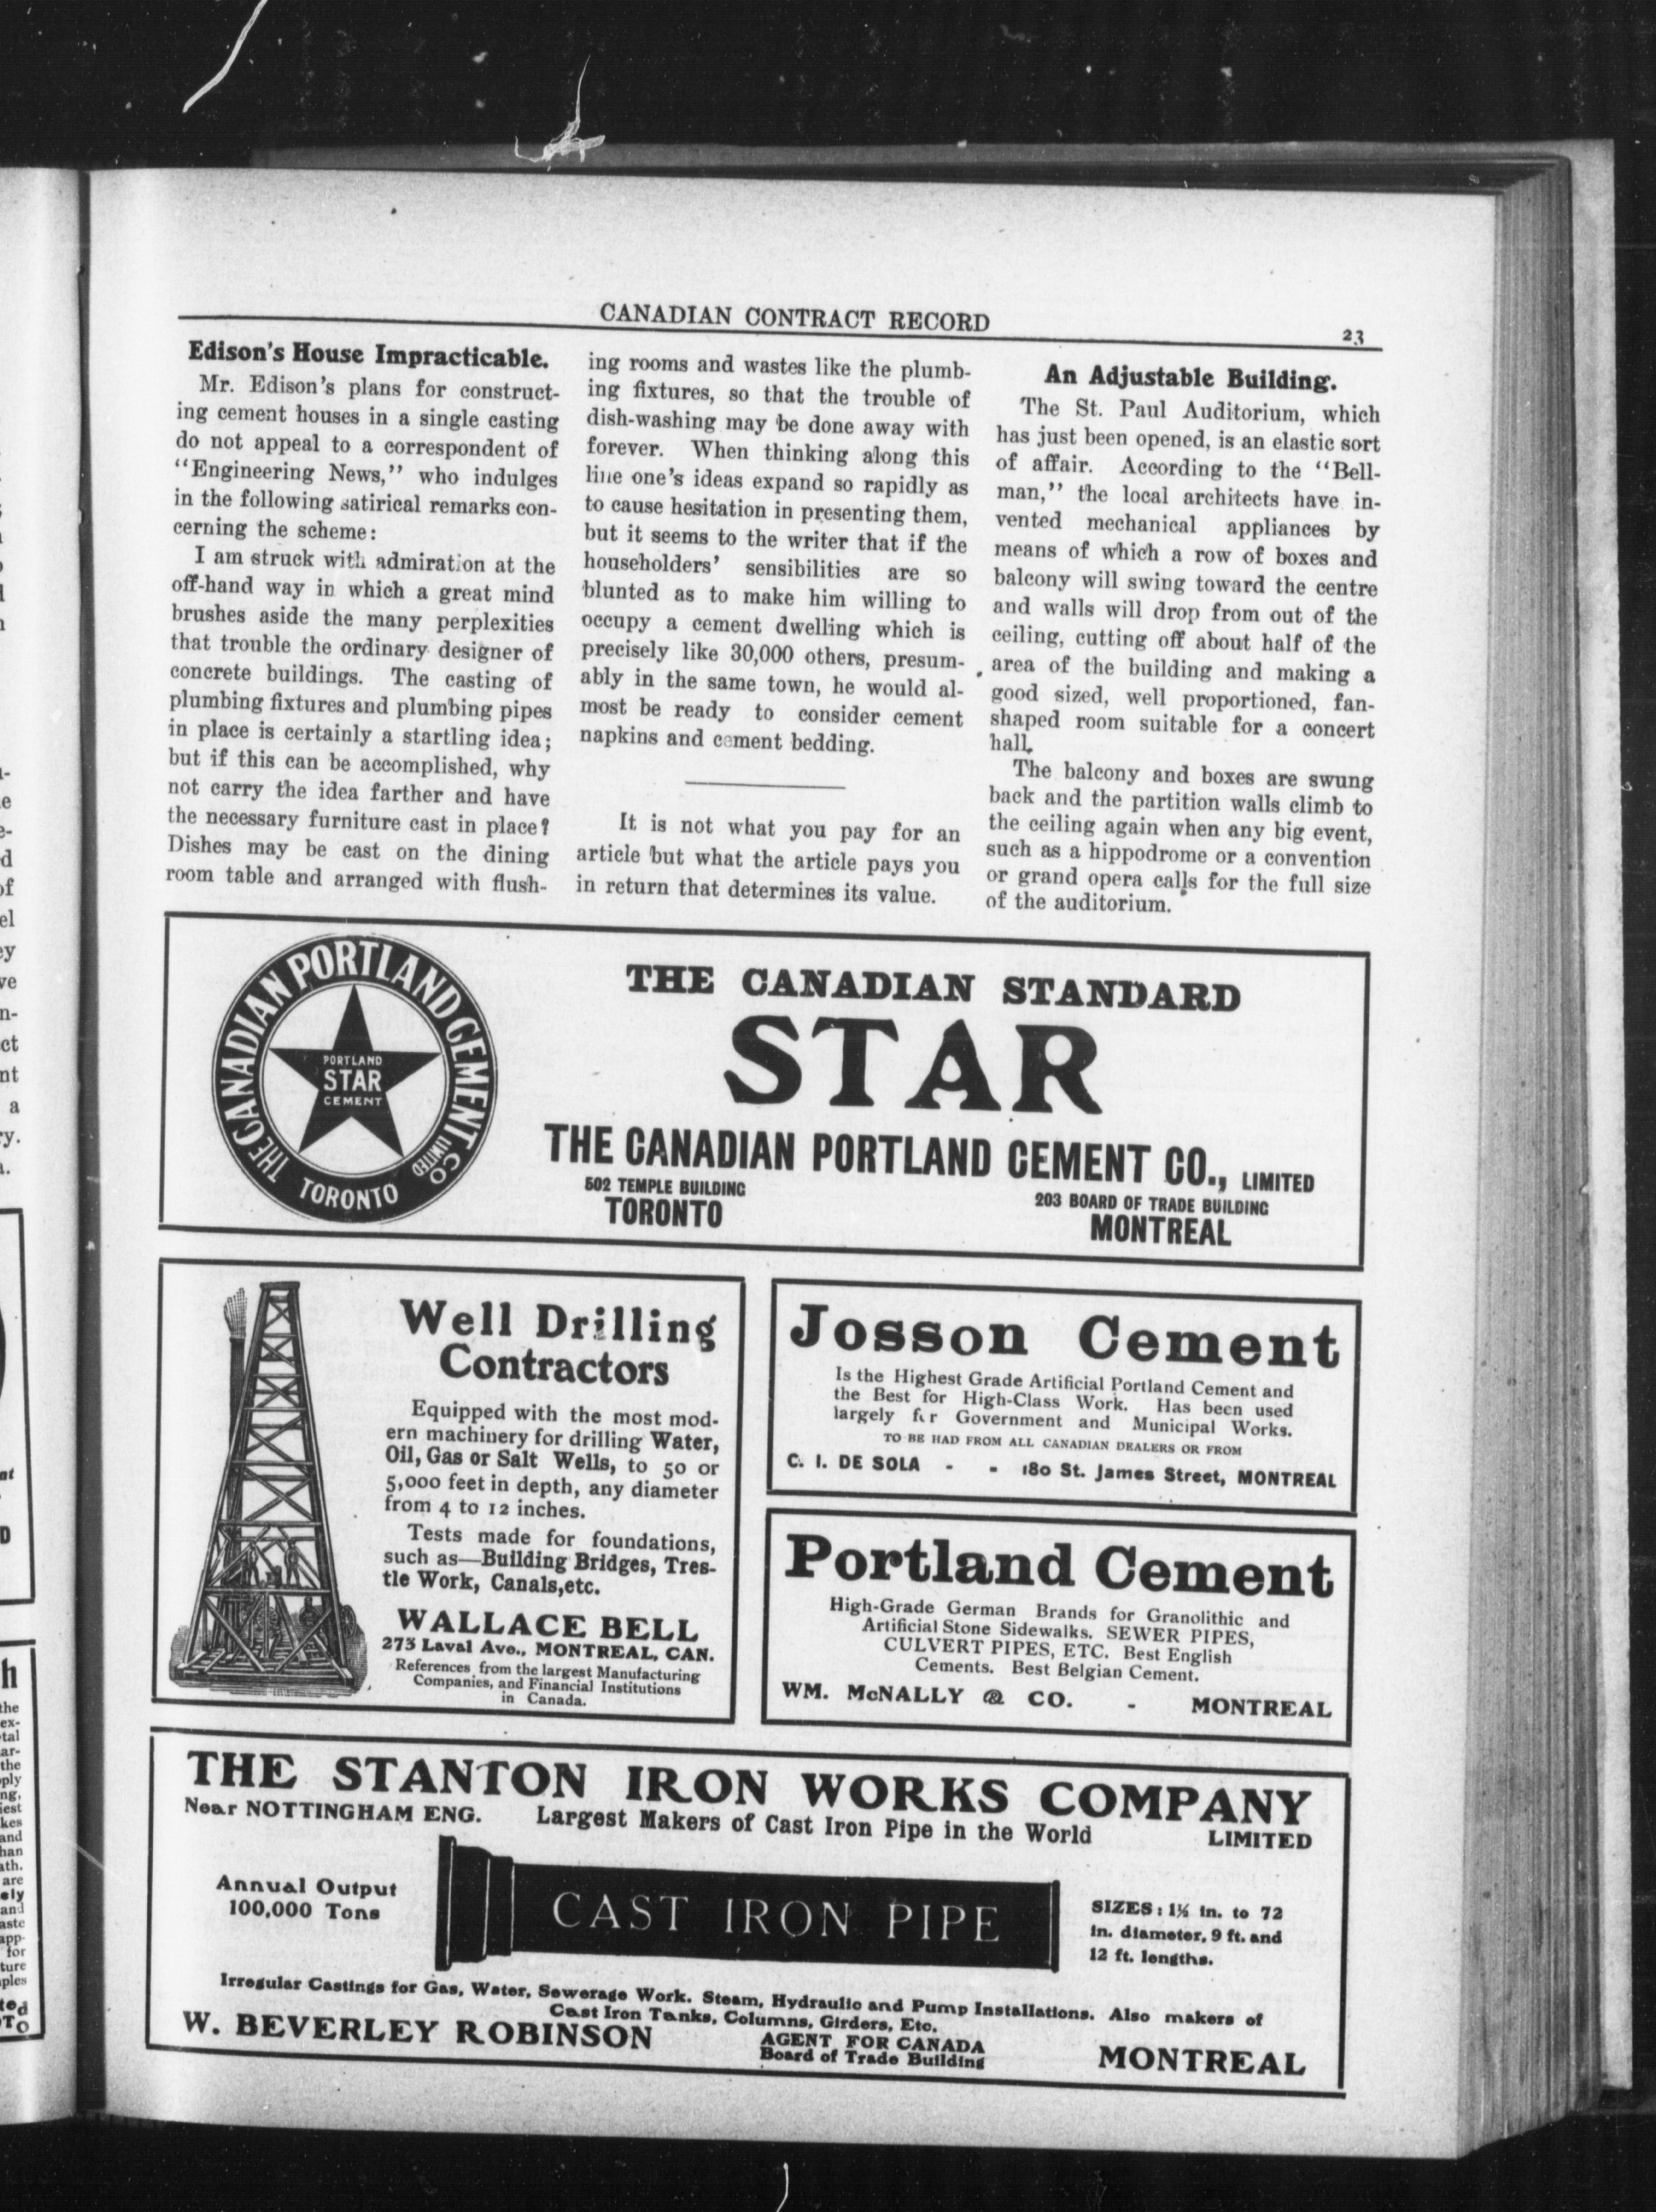 CANADIAN CONTRACT RECORD
23
Edison's House Impracticable.
Mr. Edison's plans for construct-
ing cement houses in a single casting
do not appeal to a correspondent of
"Engineering News," who indulges
in the following satirical remarks con-
cerning the scheme:
I am struck with admiration at the
off-hand way in which a great mind
brushes aside the many perplexities
that trouble the ordinary designer of
concrete buildings. The casting of
plumbing fixtures and plumbing pipes
in place is certainly a startling idea;
but if this can be accomplished, why
not carry the idea farther and have
the necessary furniture cast in place?
Dishes may be cast on the dining
room table and arranged with flush-
ing rooms and wastes like the plumb-
ing fixtures, so that the trouble of
dish-washing may be done away with
forever. When thinking along this
line one's ideas expand so rapidly as
to cause hesitation in presenting them,
but it seems to the writer that if the
householders' sensibilities are so
blunted as to make him willing to
occupy a cement dwelling which is
precisely like 30,000 others, presum-
ably in the same town, he would al-
most be ready to consider cement
napkins and cement bedding.
It is not what you pay for an
article but what the article pays you
in return that determines its value.
An Adjustable Building.
The St. Paul Auditorium, which
has just been opened, is an elastic sort
of affair. According to the "Bell-
man," the local architects have in-
vented mechanical appliances by
means of which a row of boxes and
balcony will swing toward the centre
and walls will drop from out of the
ceiling, cutting off about half of the
area of the building and making a
good sized, well proportioned, fan-
shaped room suitable for a concert
hall.
The balcony and boxes are swung
back and the partition walls climb to
the ceiling again when any big event,
such as a hippodrome or a convention
or grand opera calls for the full size
of the auditorium.
THE CANADIAN PORTLAND CEMENT CO
LIMITED
TORONTO
PORTLAND
STAR
CEMENT
THE CANADIAN STANDARD
STAR
THE CANADIAN PORTLAND CEMENT CO., LIMITED
502 TEMPLE BUILDING
TORONTO
203 BOARD OF TRADE BUILDING
MONTREAL
Well Drilling
Contractors
Equipped with the most mod-
ern machinery for drilling Water,
Oil, Gas or Salt Wells, to 50 or
5,000 feet in depth, any diameter
from 4 to 12 inches.
Tests made for foundations,
such as—Building Bridges, Tres-
tle Work, Canals,etc.
WALLACE BELL
273 Laval Ave., MONTREAL, CAN.
References from the largest Manufacturing
Companies, and Financial Institutions
in Canada.
Josson Cement
Is the Highest Grade Artificial Portland Cement and
the Best for High-Class Work. Has been used
largely for Government and Municipal Works.
TO BE HAD FROM ALL CANADIAN DEALERS OR FROM
C. I. DE SOLA - - 180 St. James Street, MONTREAL
Portland Cement
High-Grade German Brands for Granolithic and
Artificial Stone Sidewalks. SEWER PIPES,
CULVERT PIPES, ETC. Best English
Cements. Best Belgian Cement.
WM. McNALLY & CO. - MONTREAL
THE STANTON IRON WORKS COMPANY
Near NOTTINGHAM ENG. Largest Makers of Cast Iron Pipe in the World LIMITED
Annual Output
100,000 Tons
CAST IRON PIPE
SIZES: 1½ in. to 72
in. diameter, 9 ft. and
12 ft. lengths.
Irregular Castings for Gas, Water, Sewerage Work. Steam, Hydraulic and Pump Installations. Also makers of
Cast Iron Tanks, Columns, Girders, Etc.
W. BEVERLEY ROBINSON
AGENT FOR CANADA
Board of Trade Building
MONTREAL